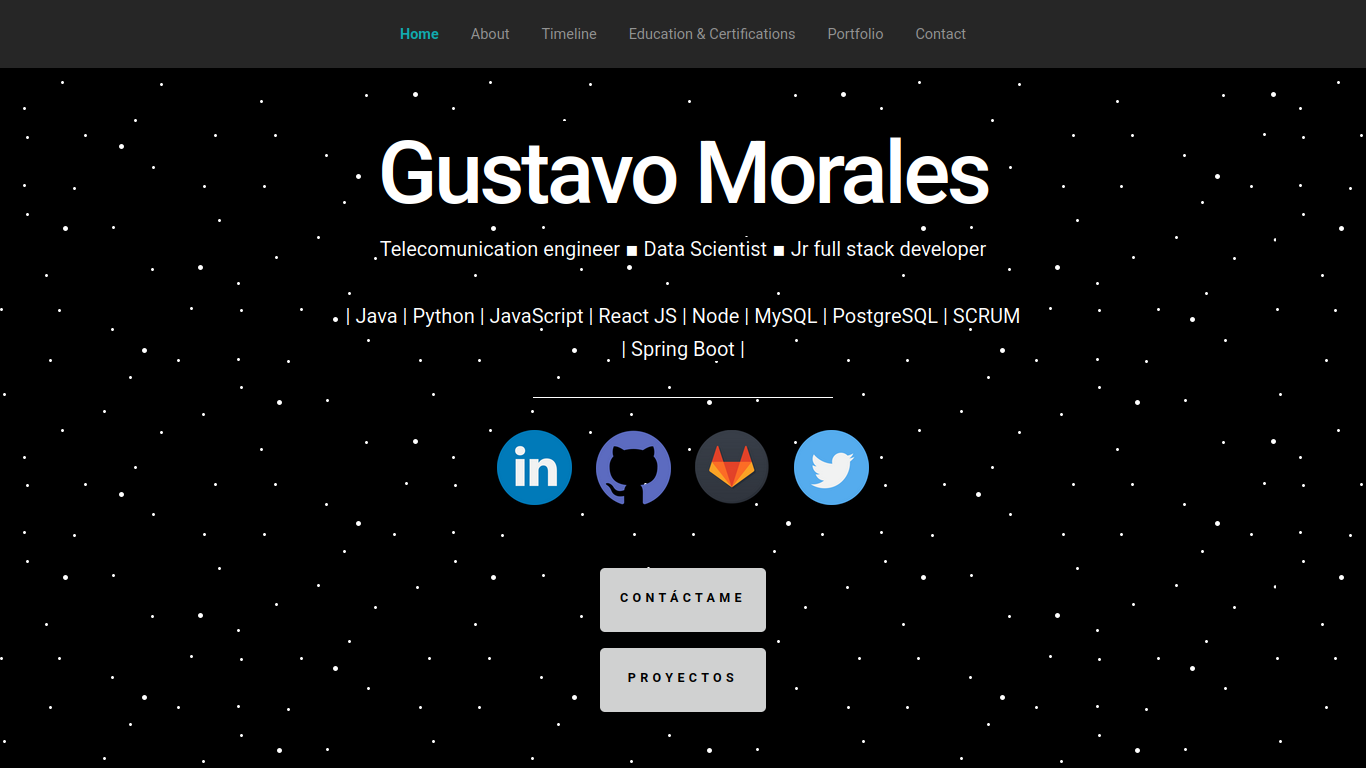 Home About Timeline Education & Certifications Portfolio Contact
Gustavo Morales
Telecomunication engineer ■ Data Scientist ■ Jr full stack developer
| Java | Python | JavaScript | React JS | Node | MySQL | PostgreSQL | SCRUM
| Spring Boot |
in
CONTÁCTAME
PROYECTOS